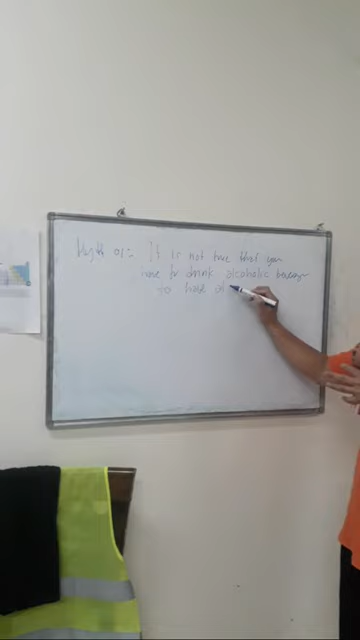 Myth 01:- It is not true that you
have to drink alcoholic beverage
to have a